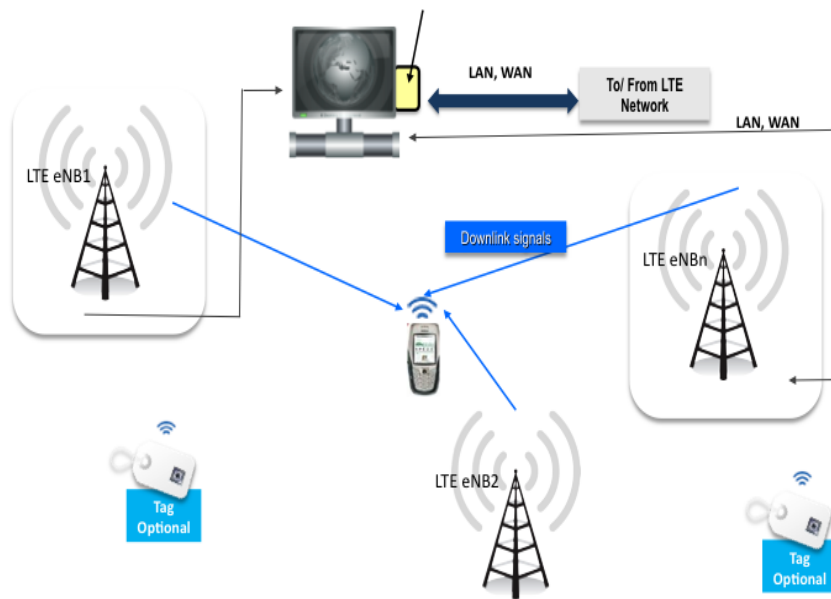 LAN, WAN
To/ From LTE
Network
LAN, WAN
LTE eNB1
Downlink signals
LTE eNBn
LTE eNB2
Tag
Optional
Tag
Optional